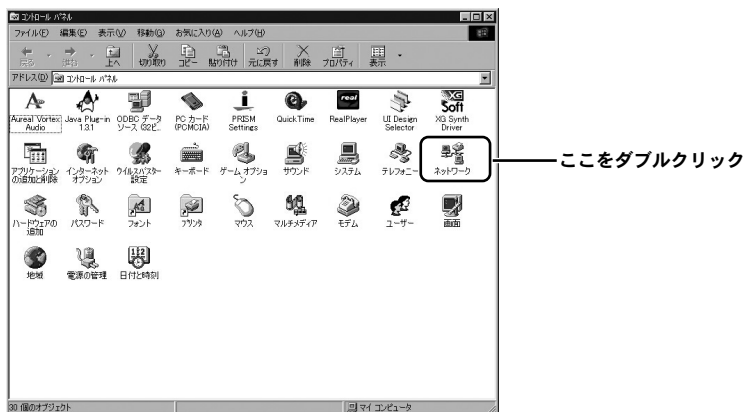 コントロール パネル
ファイル(F) 編集(E) 表示(V) 移動(G) お気に入り(A) ヘルプ(H)
戻る 進む 上へ 切り取り コピー 貼り付け 元に戻す 削除 プロパティ 表示
アドレス(D) コントロール パネル
Aureal Vortex Audio
Java Plug-in 1.3.1
ODBC データ ソース (32ビ...
PC カード (PCMCIA)
PRISM Settings
QuickTime
real
RealPlayer
UI Design Selector
XG Soft
XG Synth Driver
アプリケーションの追加と削除
インターネット オプション
ウイルスバスター設定
キーボード
ゲーム オプション
サウンド
システム
テレフォニー
ネットワーク
ここをダブルクリック
ハードウェアの追加
パスワード
フォント
プリンタ
マウス
マルチメディア
モデム
ユーザー
画面
地域
電源の管理
日付と時刻
30 個のオブジェクト マイ コンピュータ